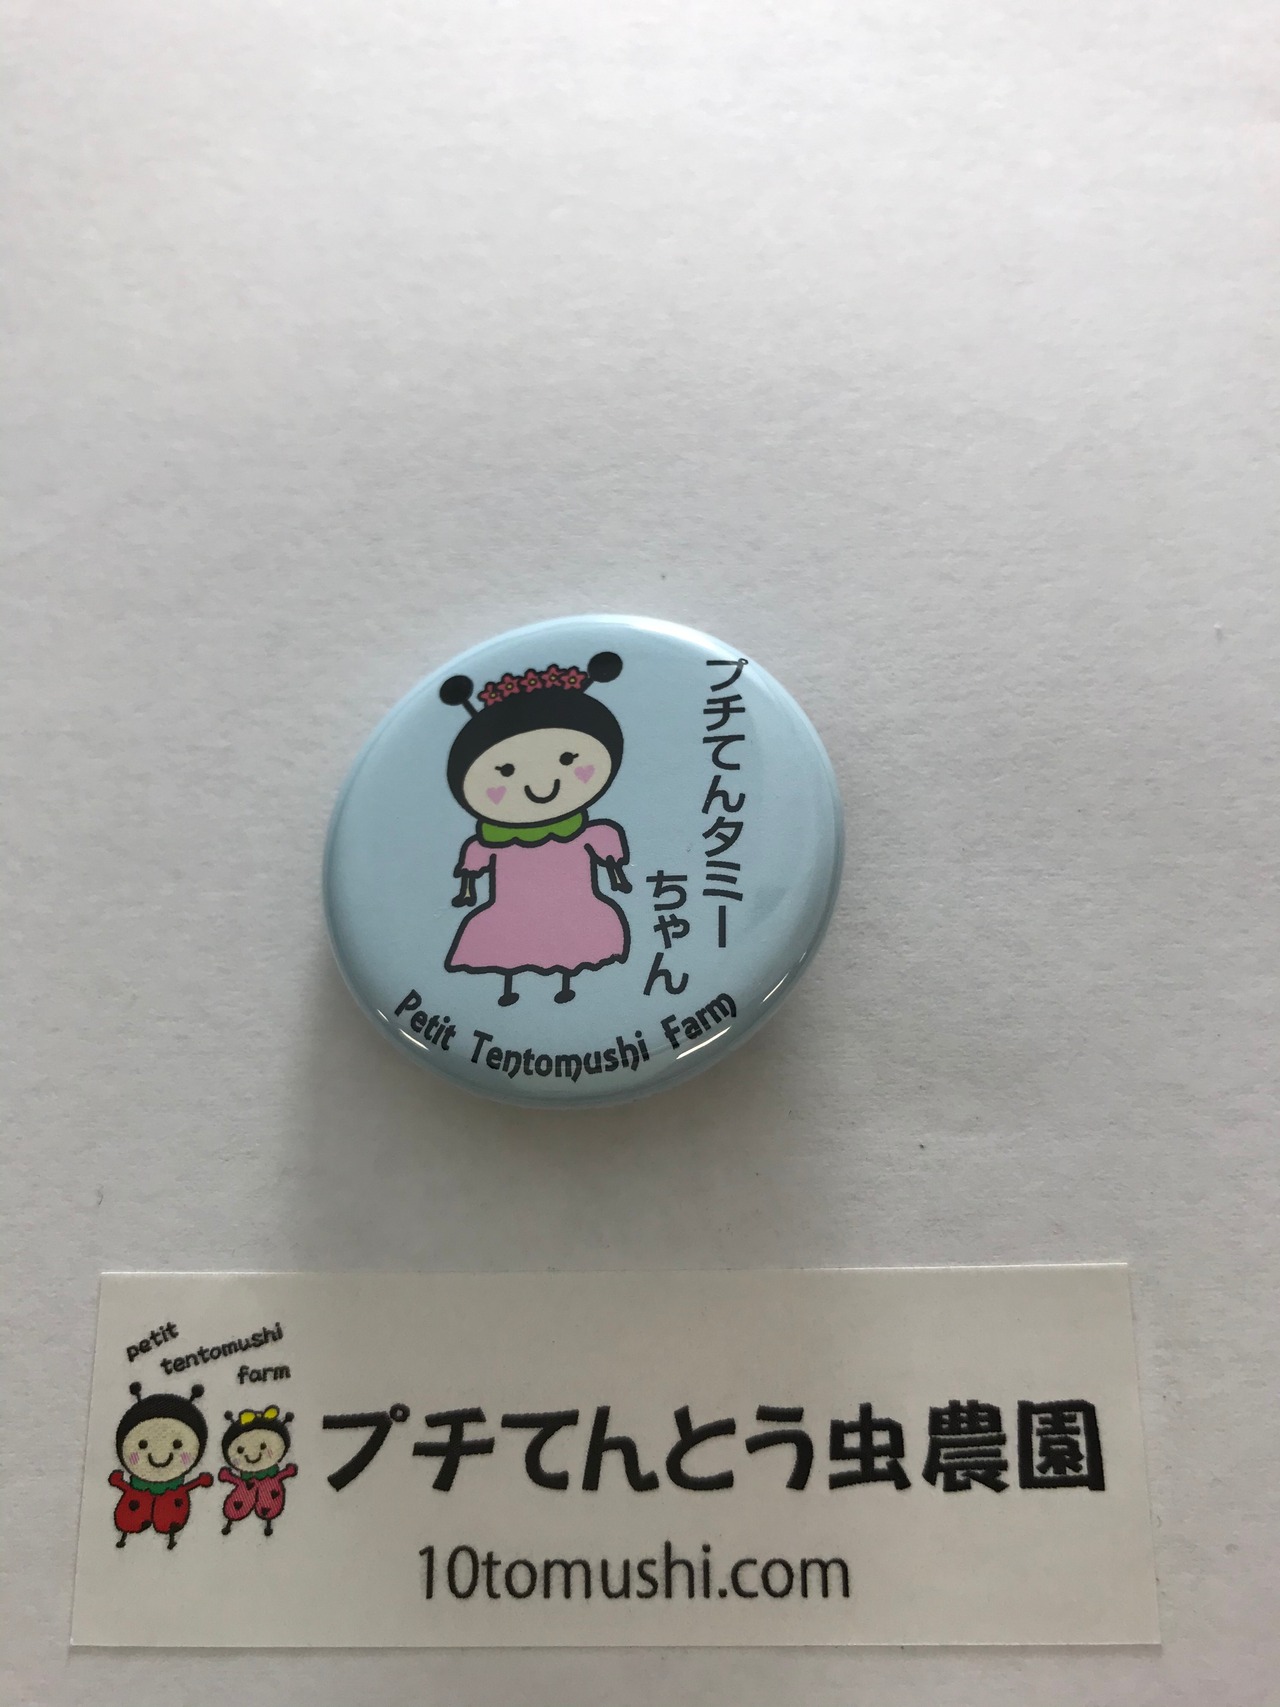 プチてんタミー
ちゃん
Petit Tentomushi Farm
petit
tentomushi
farm
プチてんとう虫農園
10tomushi.com